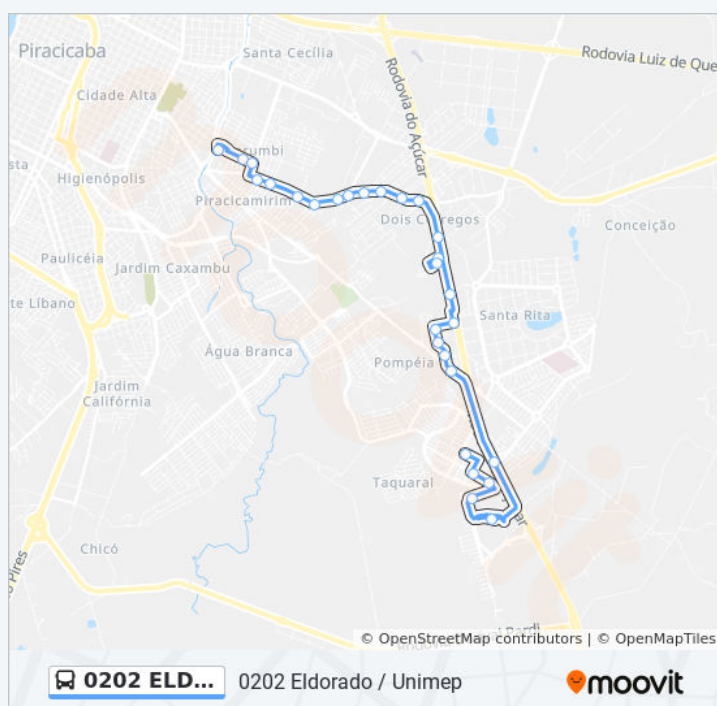 Piracicaba
Santa Cecília
Rodovia Luiz de Que
Rodovia do Açúcar
Cidade Alta
Higienópolis
Piracicamirim
Dois Córregos
Conceição
Paulicéia
Jardim Caxambu
Santa Rita
Água Branca
Pompéia
Jardim
Califórnia
Taquaral
Chicó
Pires
© OpenStreetMap contributors | © OpenMapTiles
0202 ELD...
0202 Eldorado / Unimep
moovit